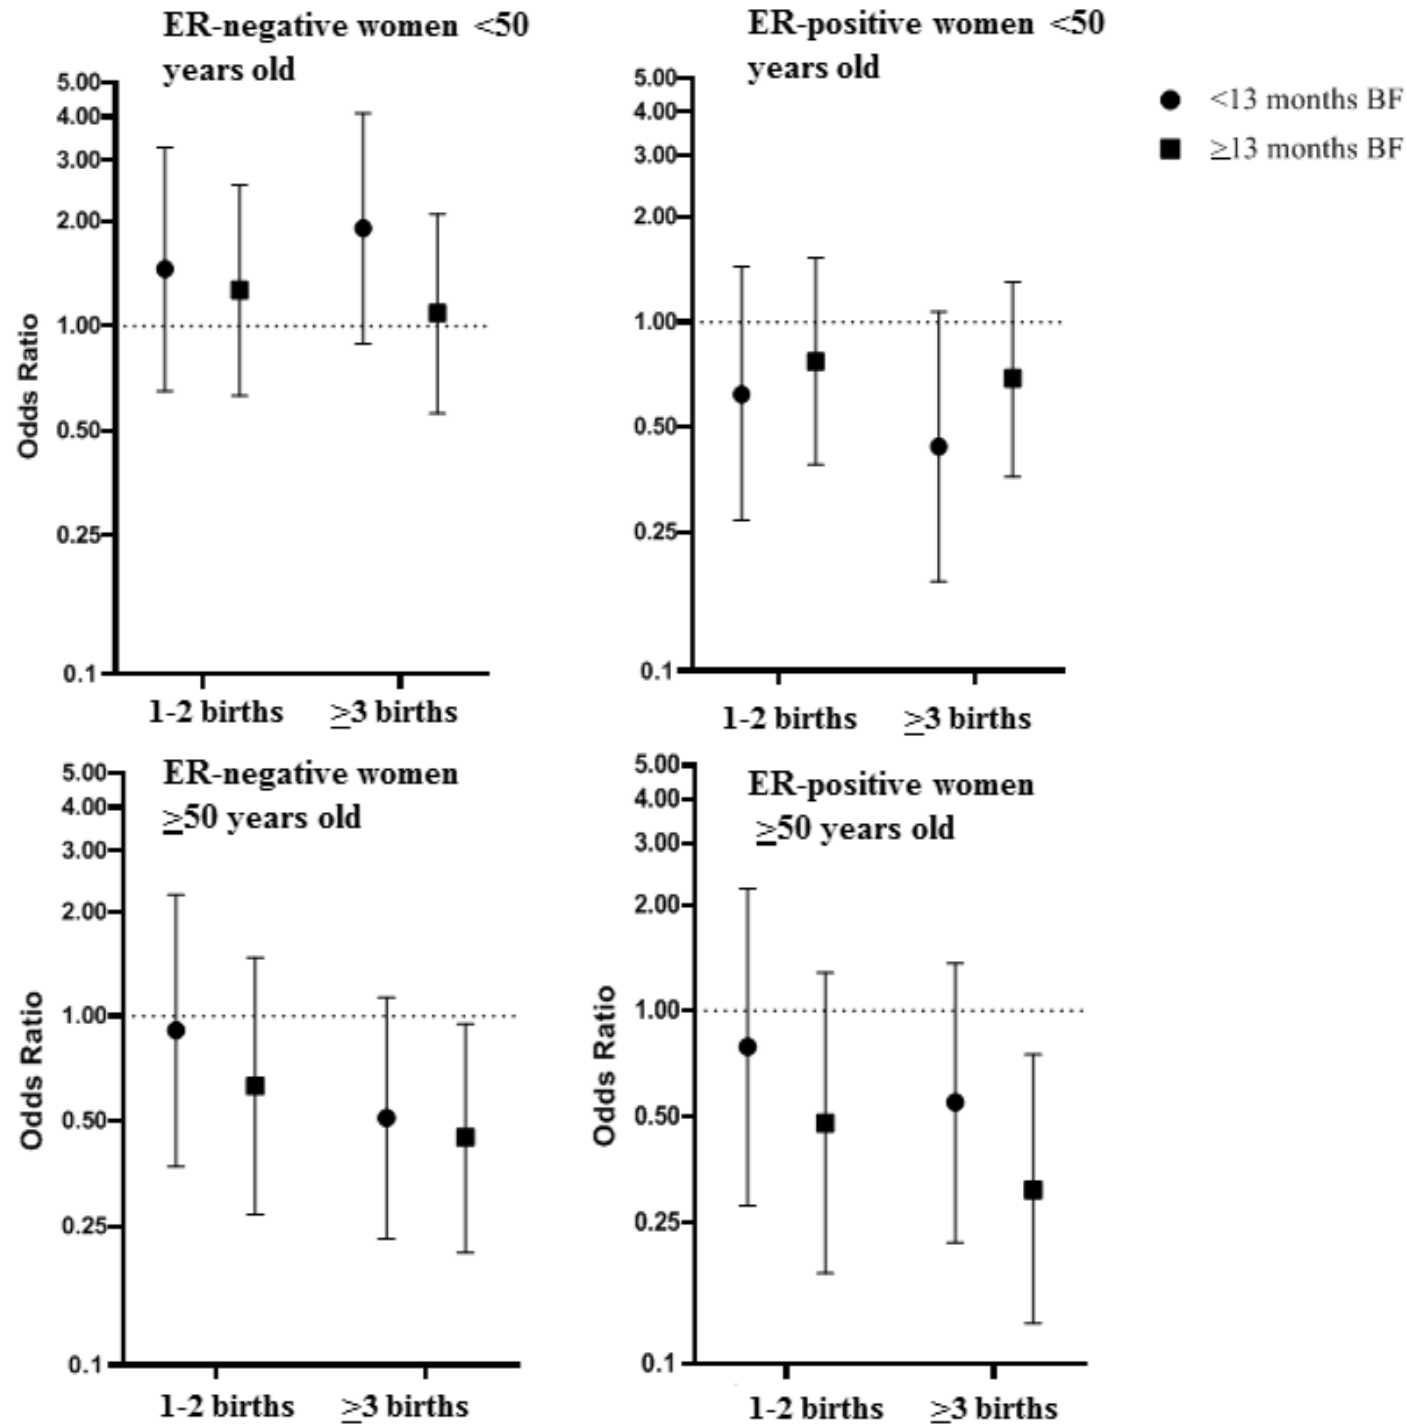 ER-negative women <50
years old
5.00
4.00
3.00
2.00
1.00
0.50
0.25
0.1
Odds Ratio
1-2 births ≥3 births
ER-positive women <50
years old
5.00
4.00
3.00
2.00
1.00
0.50
0.25
0.1
1-2 births ≥3 births
<13 months BF
≥13 months BF
ER-negative women
≥50 years old
5.00
4.00
3.00
2.00
1.00
0.50
0.25
0.1
Odds Ratio
1-2 births ≥3 births
ER-positive women
≥50 years old
5.00
4.00
3.00
2.00
1.00
0.50
0.25
0.1
Odds Ratio
1-2 births ≥3 births